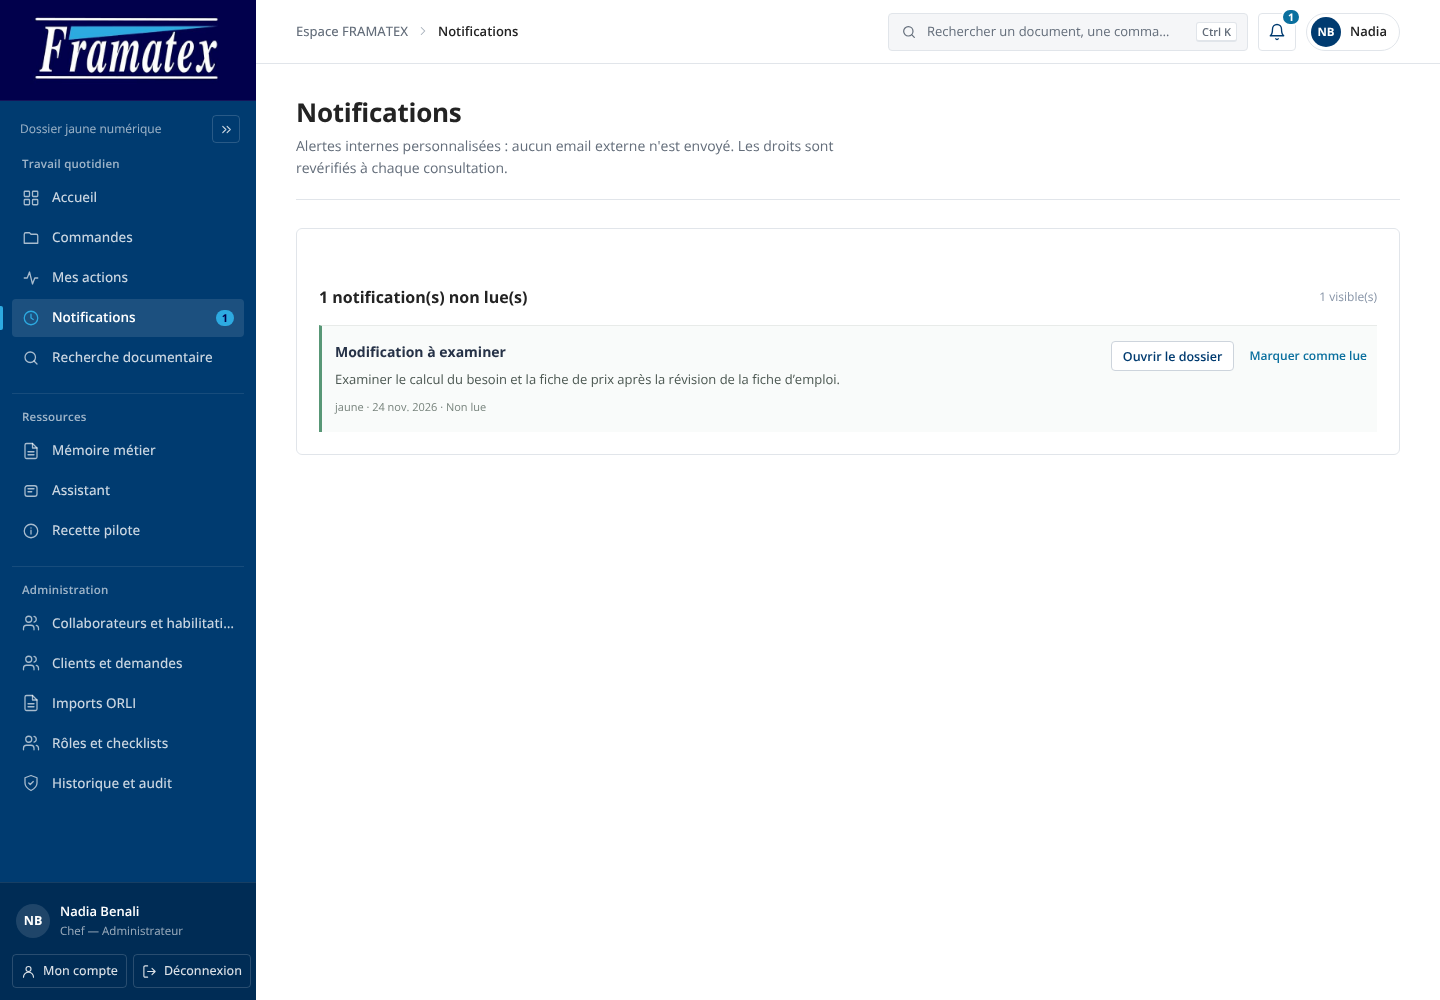 Framatex
Dossier jaune numérique
Travail quotidien
Accueil
Commandes
Mes actions
Notifications 1
Recherche documentaire
Ressources
Mémoire métier
Assistant
Recette pilote
Administration
Collaborateurs et habilitati...
Clients et demandes
Imports ORLI
Rôles et checklists
Historique et audit
NB
Nadia Benali
Chef — Administrateur
Mon compte
Déconnexion
Espace FRAMATEX Notifications
Rechercher un document, une comma... Ctrl K
1
NB Nadia
Notifications
Alertes internes personnalisées : aucun email externe n'est envoyé. Les droits sont
revérifiés à chaque consultation.
1 notification(s) non lue(s)
1 visible(s)
Modification à examiner
Ouvrir le dossier Marquer comme lue
Examiner le calcul du besoin et la fiche de prix après la révision de la fiche d’emploi.
jaune · 24 nov. 2026 · Non lue